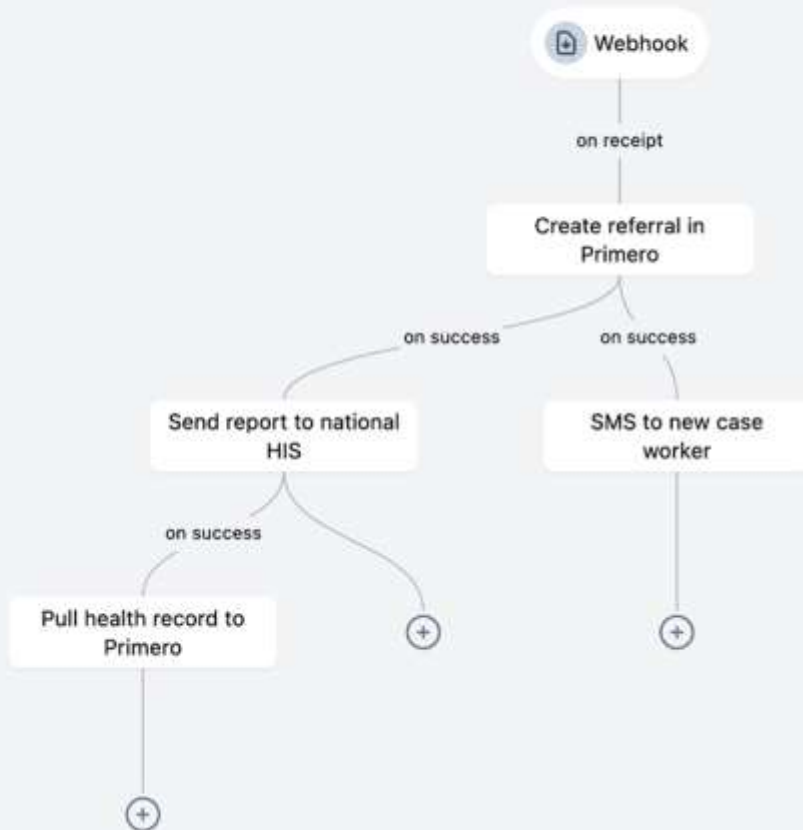 Webhook
on receipt
Create referral in
Primero
on success
on success
Send report to national
HIS
SMS to new case
worker
on success
Pull health record to
Primero